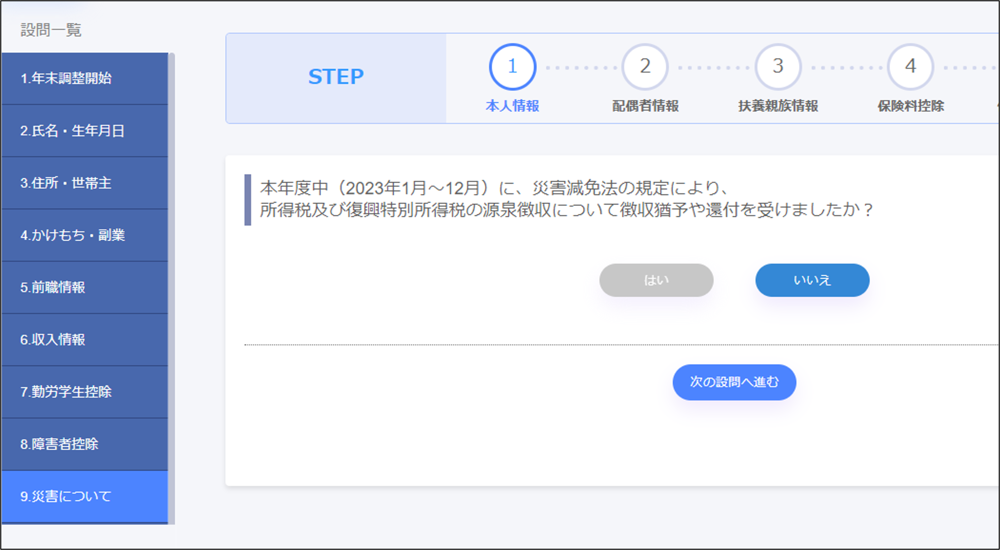 設問一覧
1.年末調整開始
2.氏名・生年月日
3.住所・世帯主
4.かけもち・副業
5.前職情報
6.収入情報
7.勤労学生控除
8.障害者控除
9.災害について
STEP
1
本人情報
2
配偶者情報
3
扶養親族情報
4
保険料控除
本年度中（2023年1月～12月）に、災害減免法の規定により、
所得税及び復興特別所得税の源泉徴収について徴収猶予や還付を受けましたか？
はい
いいえ
次の設問へ進む